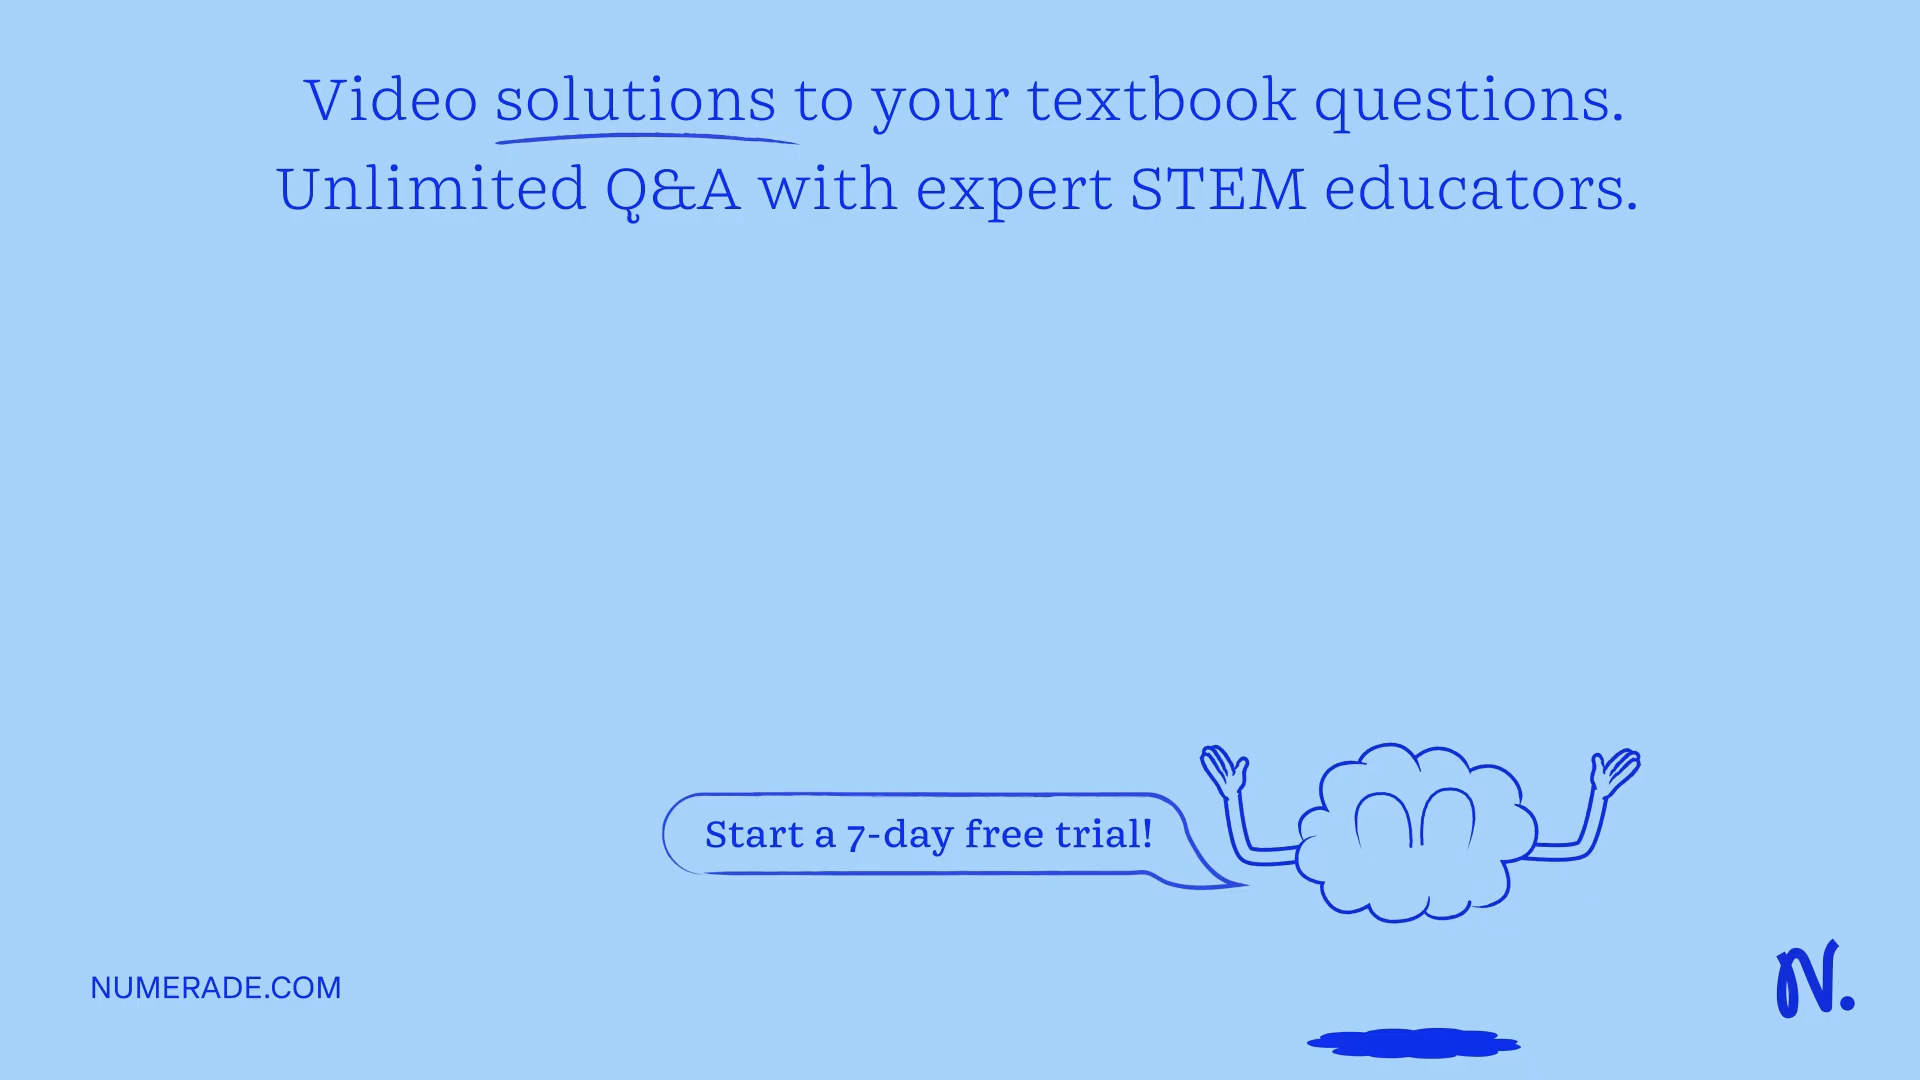 Video solutions to your textbook questions.
Unlimited Q&A with expert STEM educators.
Start a 7-day free trial!
NUMERADE.COM
N.